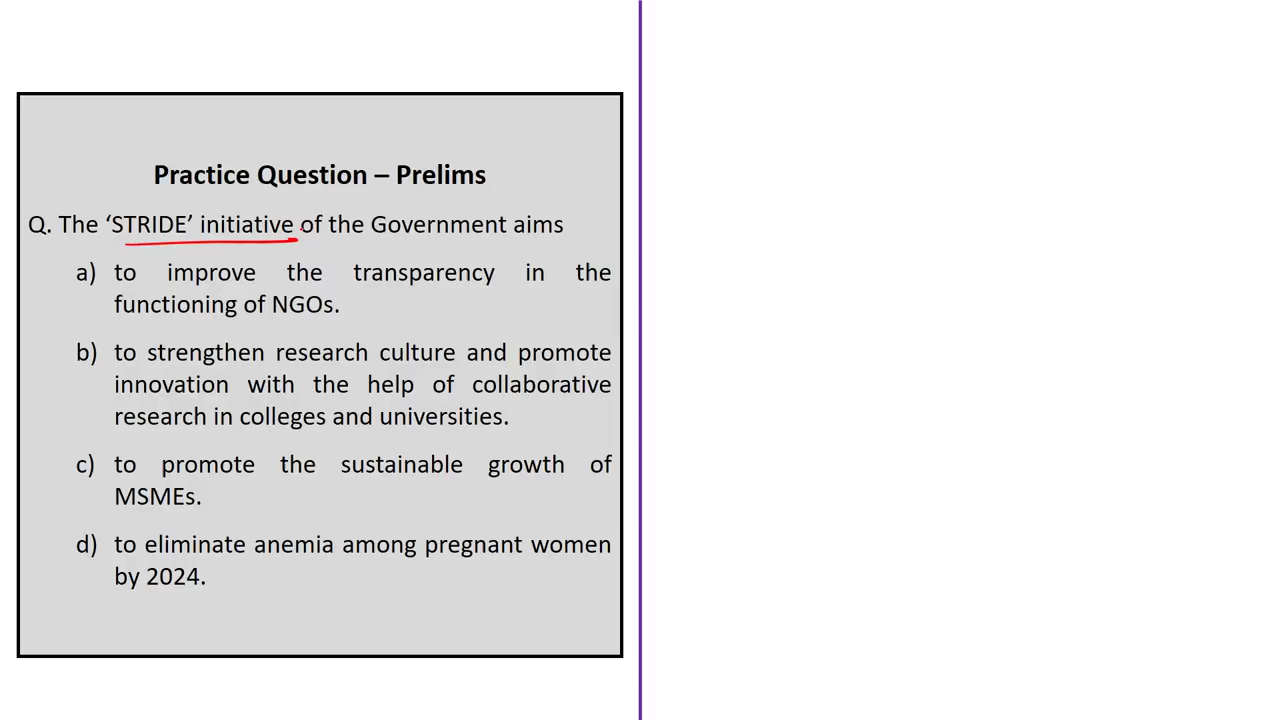 Practice Question – Prelims
Q. The ‘STRIDE’ initiative of the Government aims
a) to improve the transparency in the
functioning of NGOs.
b) to strengthen research culture and promote
innovation with the help of collaborative
research in colleges and universities.
c) to promote the sustainable growth of
MSMEs.
d) to eliminate anemia among pregnant women
by 2024.